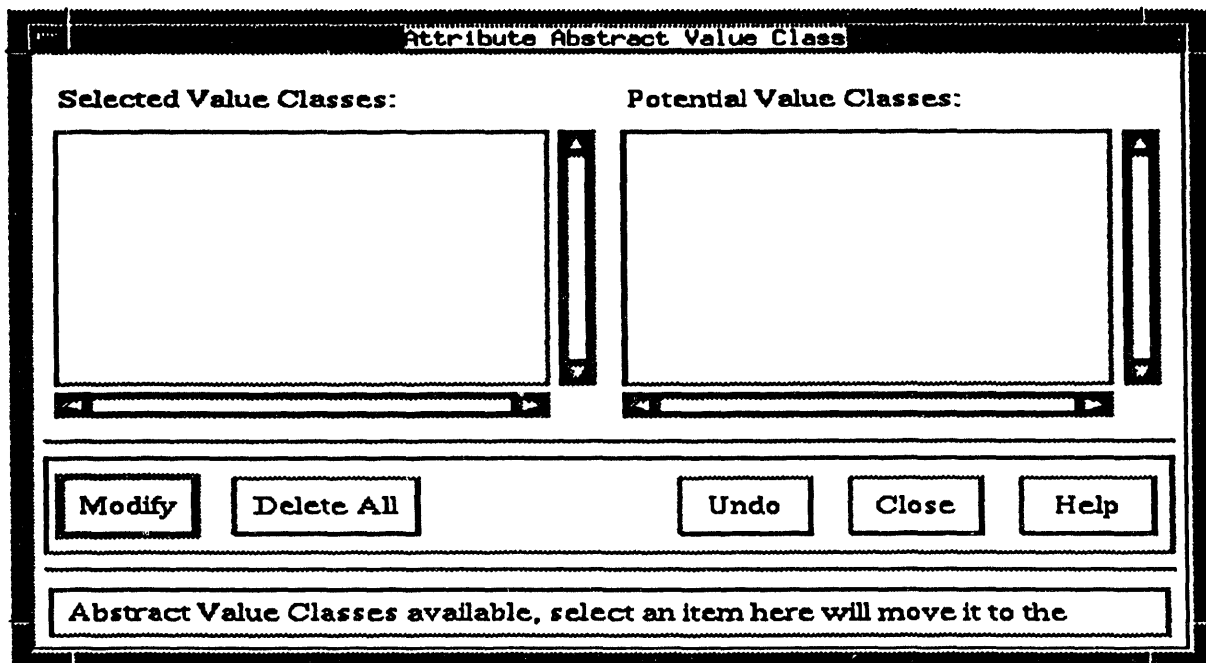 Attribute Abstract Value Class
Selected Value Classes: Potential Value Classes:
Modify Delete All Undo Close Help
Abstract Value Classes available, select an item here will move it to the